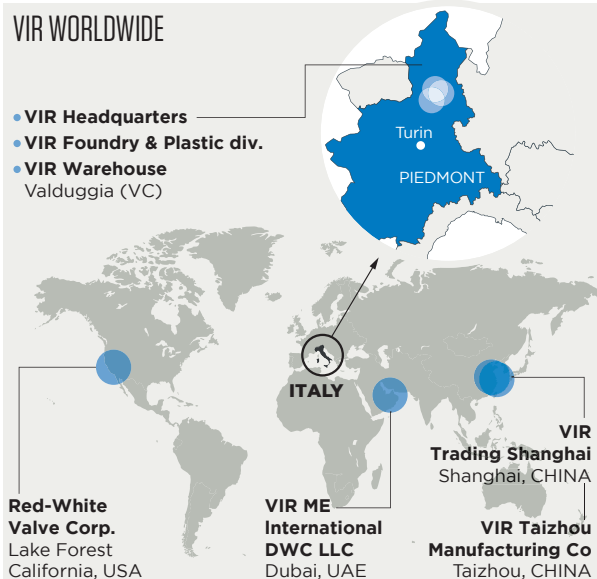 VIR WORLDWIDE
• VIR Headquarters
• VIR Foundry & Plastic div.
• VIR Warehouse
Valduggia (VC)
Turin
PIEDMONT
ITALY
Red-White
Valve Corp.
Lake Forest
California, USA
VIR ME
International
DWC LLC
Dubai, UAE
VIR
Trading Shanghai
Shanghai, CHINA
VIR Taizhou
Manufacturing Co
Taizhou, CHINA